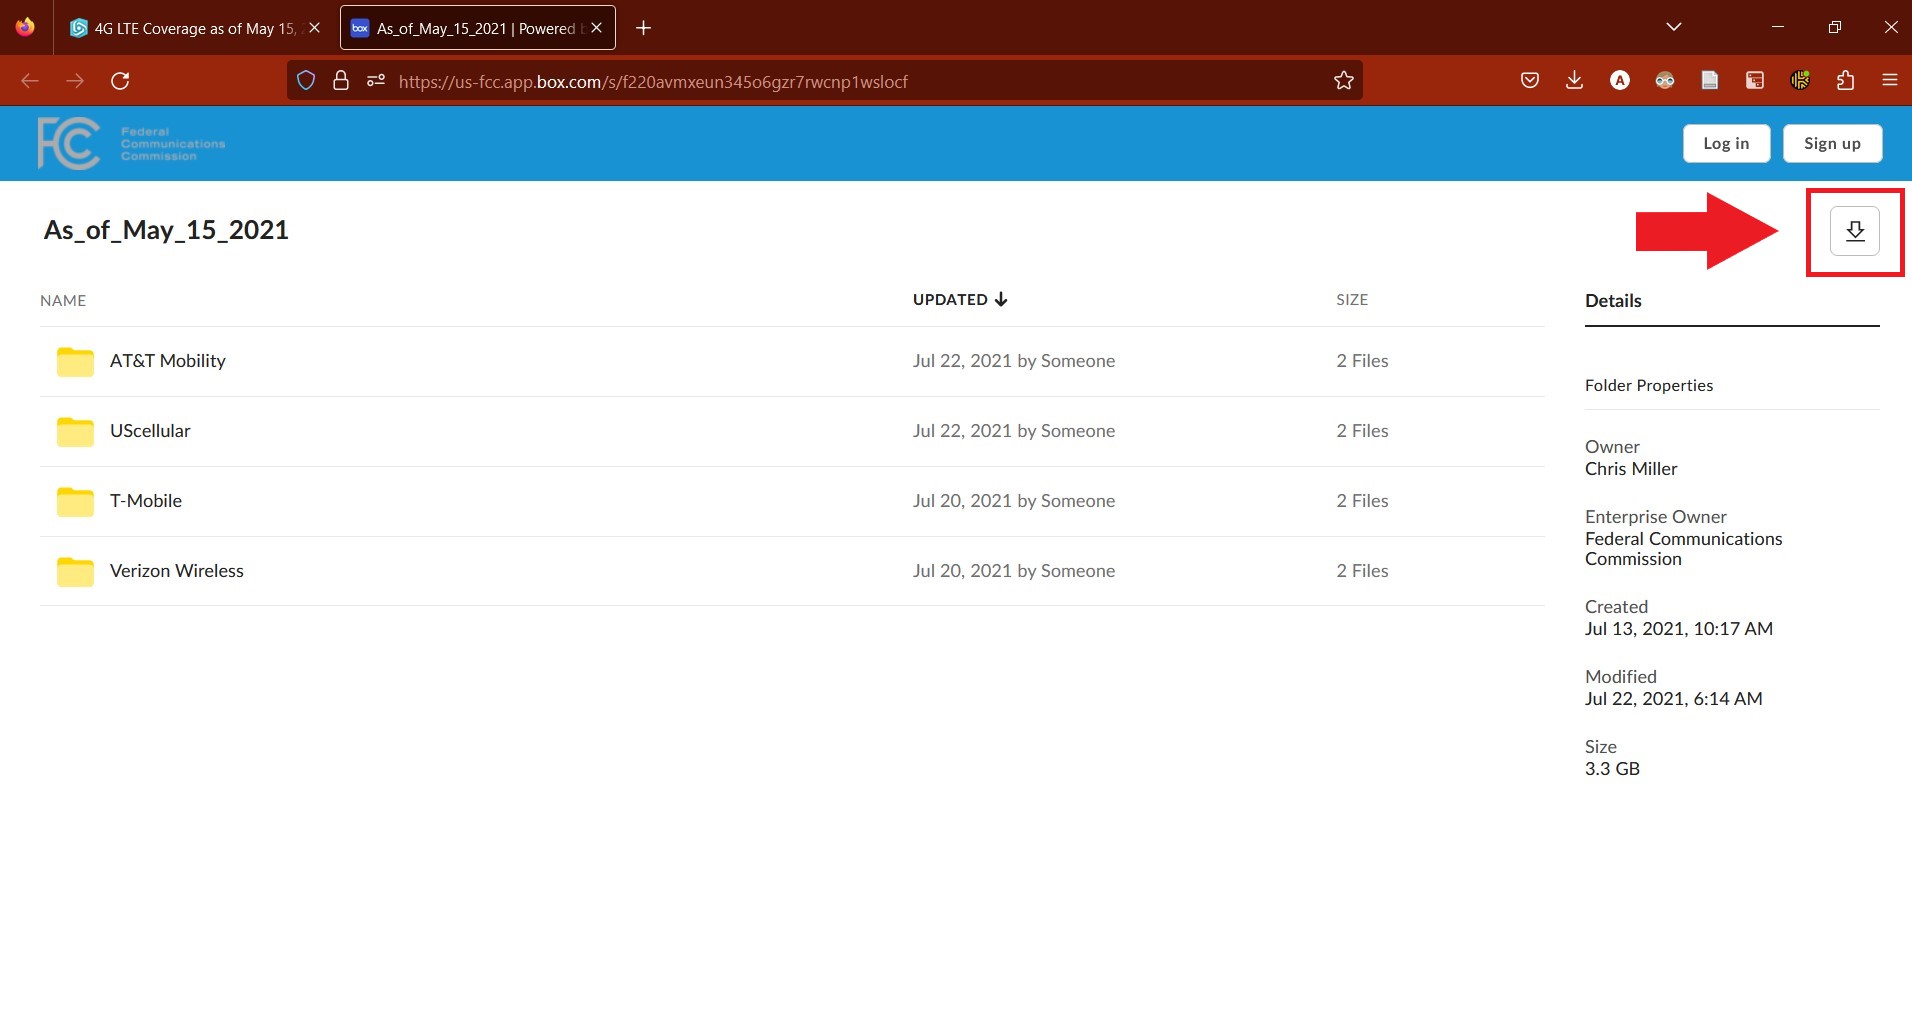 4G LTE Coverage as of May 15,
As_of_May_15_2021 | Powered
https://us-fcc.app.box.com/s/f220avmxeun345o6gzr7rwcnp1wslocf
FCC
Federal
Communications
Commission
Log in
Sign up
As_of_May_15_2021
NAME
UPDATED
SIZE
Details
AT&T Mobility
Jul 22, 2021 by Someone
2 Files
UScellular
Jul 22, 2021 by Someone
2 Files
T-Mobile
Jul 20, 2021 by Someone
2 Files
Verizon Wireless
Jul 20, 2021 by Someone
2 Files
Folder Properties
Owner
Chris Miller
Enterprise Owner
Federal Communications
Commission
Created
Jul 13, 2021, 10:17 AM
Modified
Jul 22, 2021, 6:14 AM
Size
3.3 GB